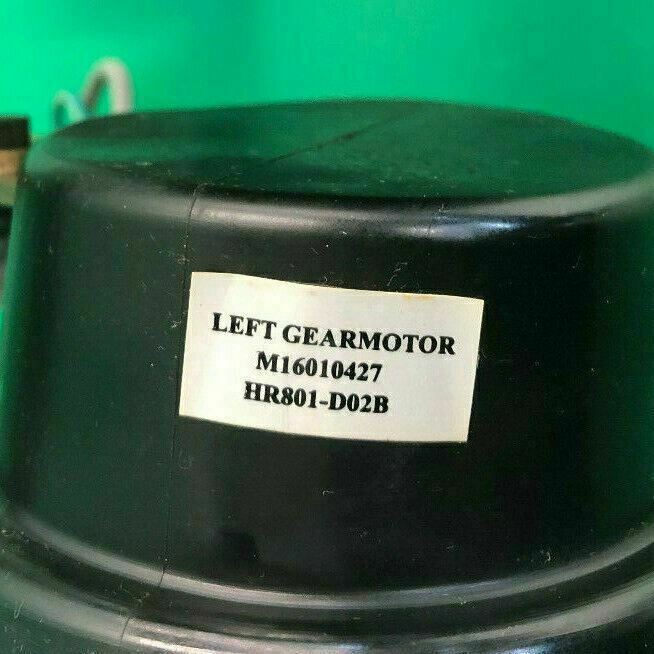 LEFT GEARMOTOR
M16010427
HR801-D02B